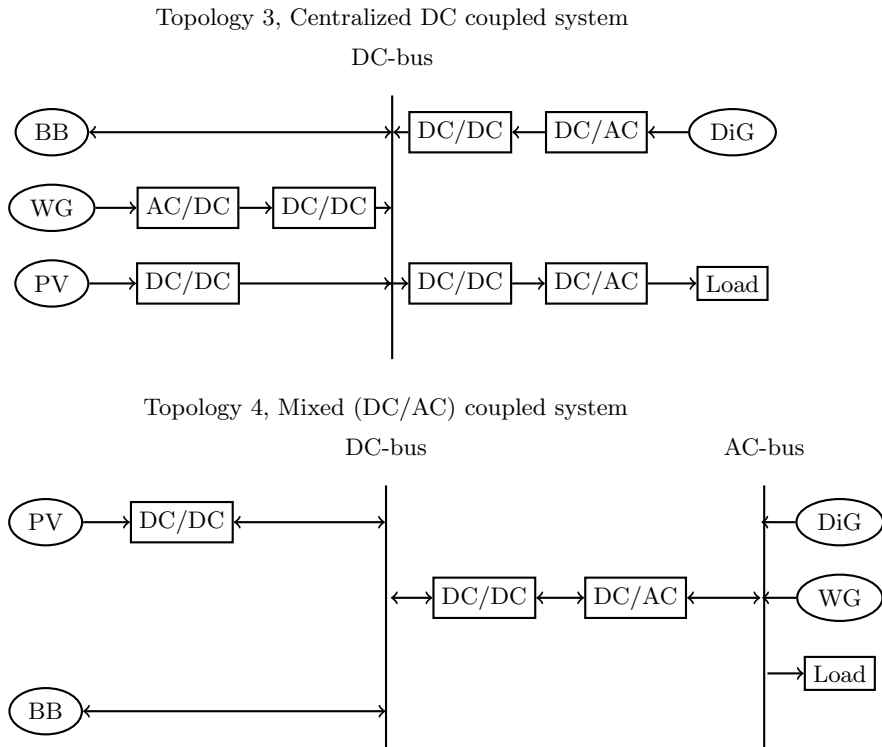 Topology 3, Centralized DC coupled system
DC-bus
BB DC/DC DC/AC DiG
WG AC/DC DC/DC
PV DC/DC DC/DC DC/AC Load
Topology 4, Mixed (DC/AC) coupled system
DC-bus AC-bus
PV DC/DC DiG
DC/DC DC/AC WG
Load
BB